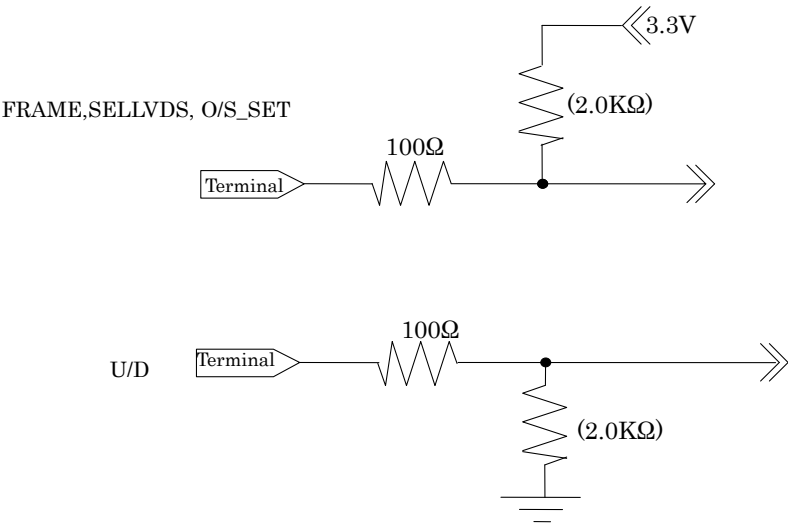 3.3V
(2.0KΩ)
FRAME,SELLVDS, O/S_SET
100Ω
Terminal
100Ω
U/D
Terminal
(2.0KΩ)